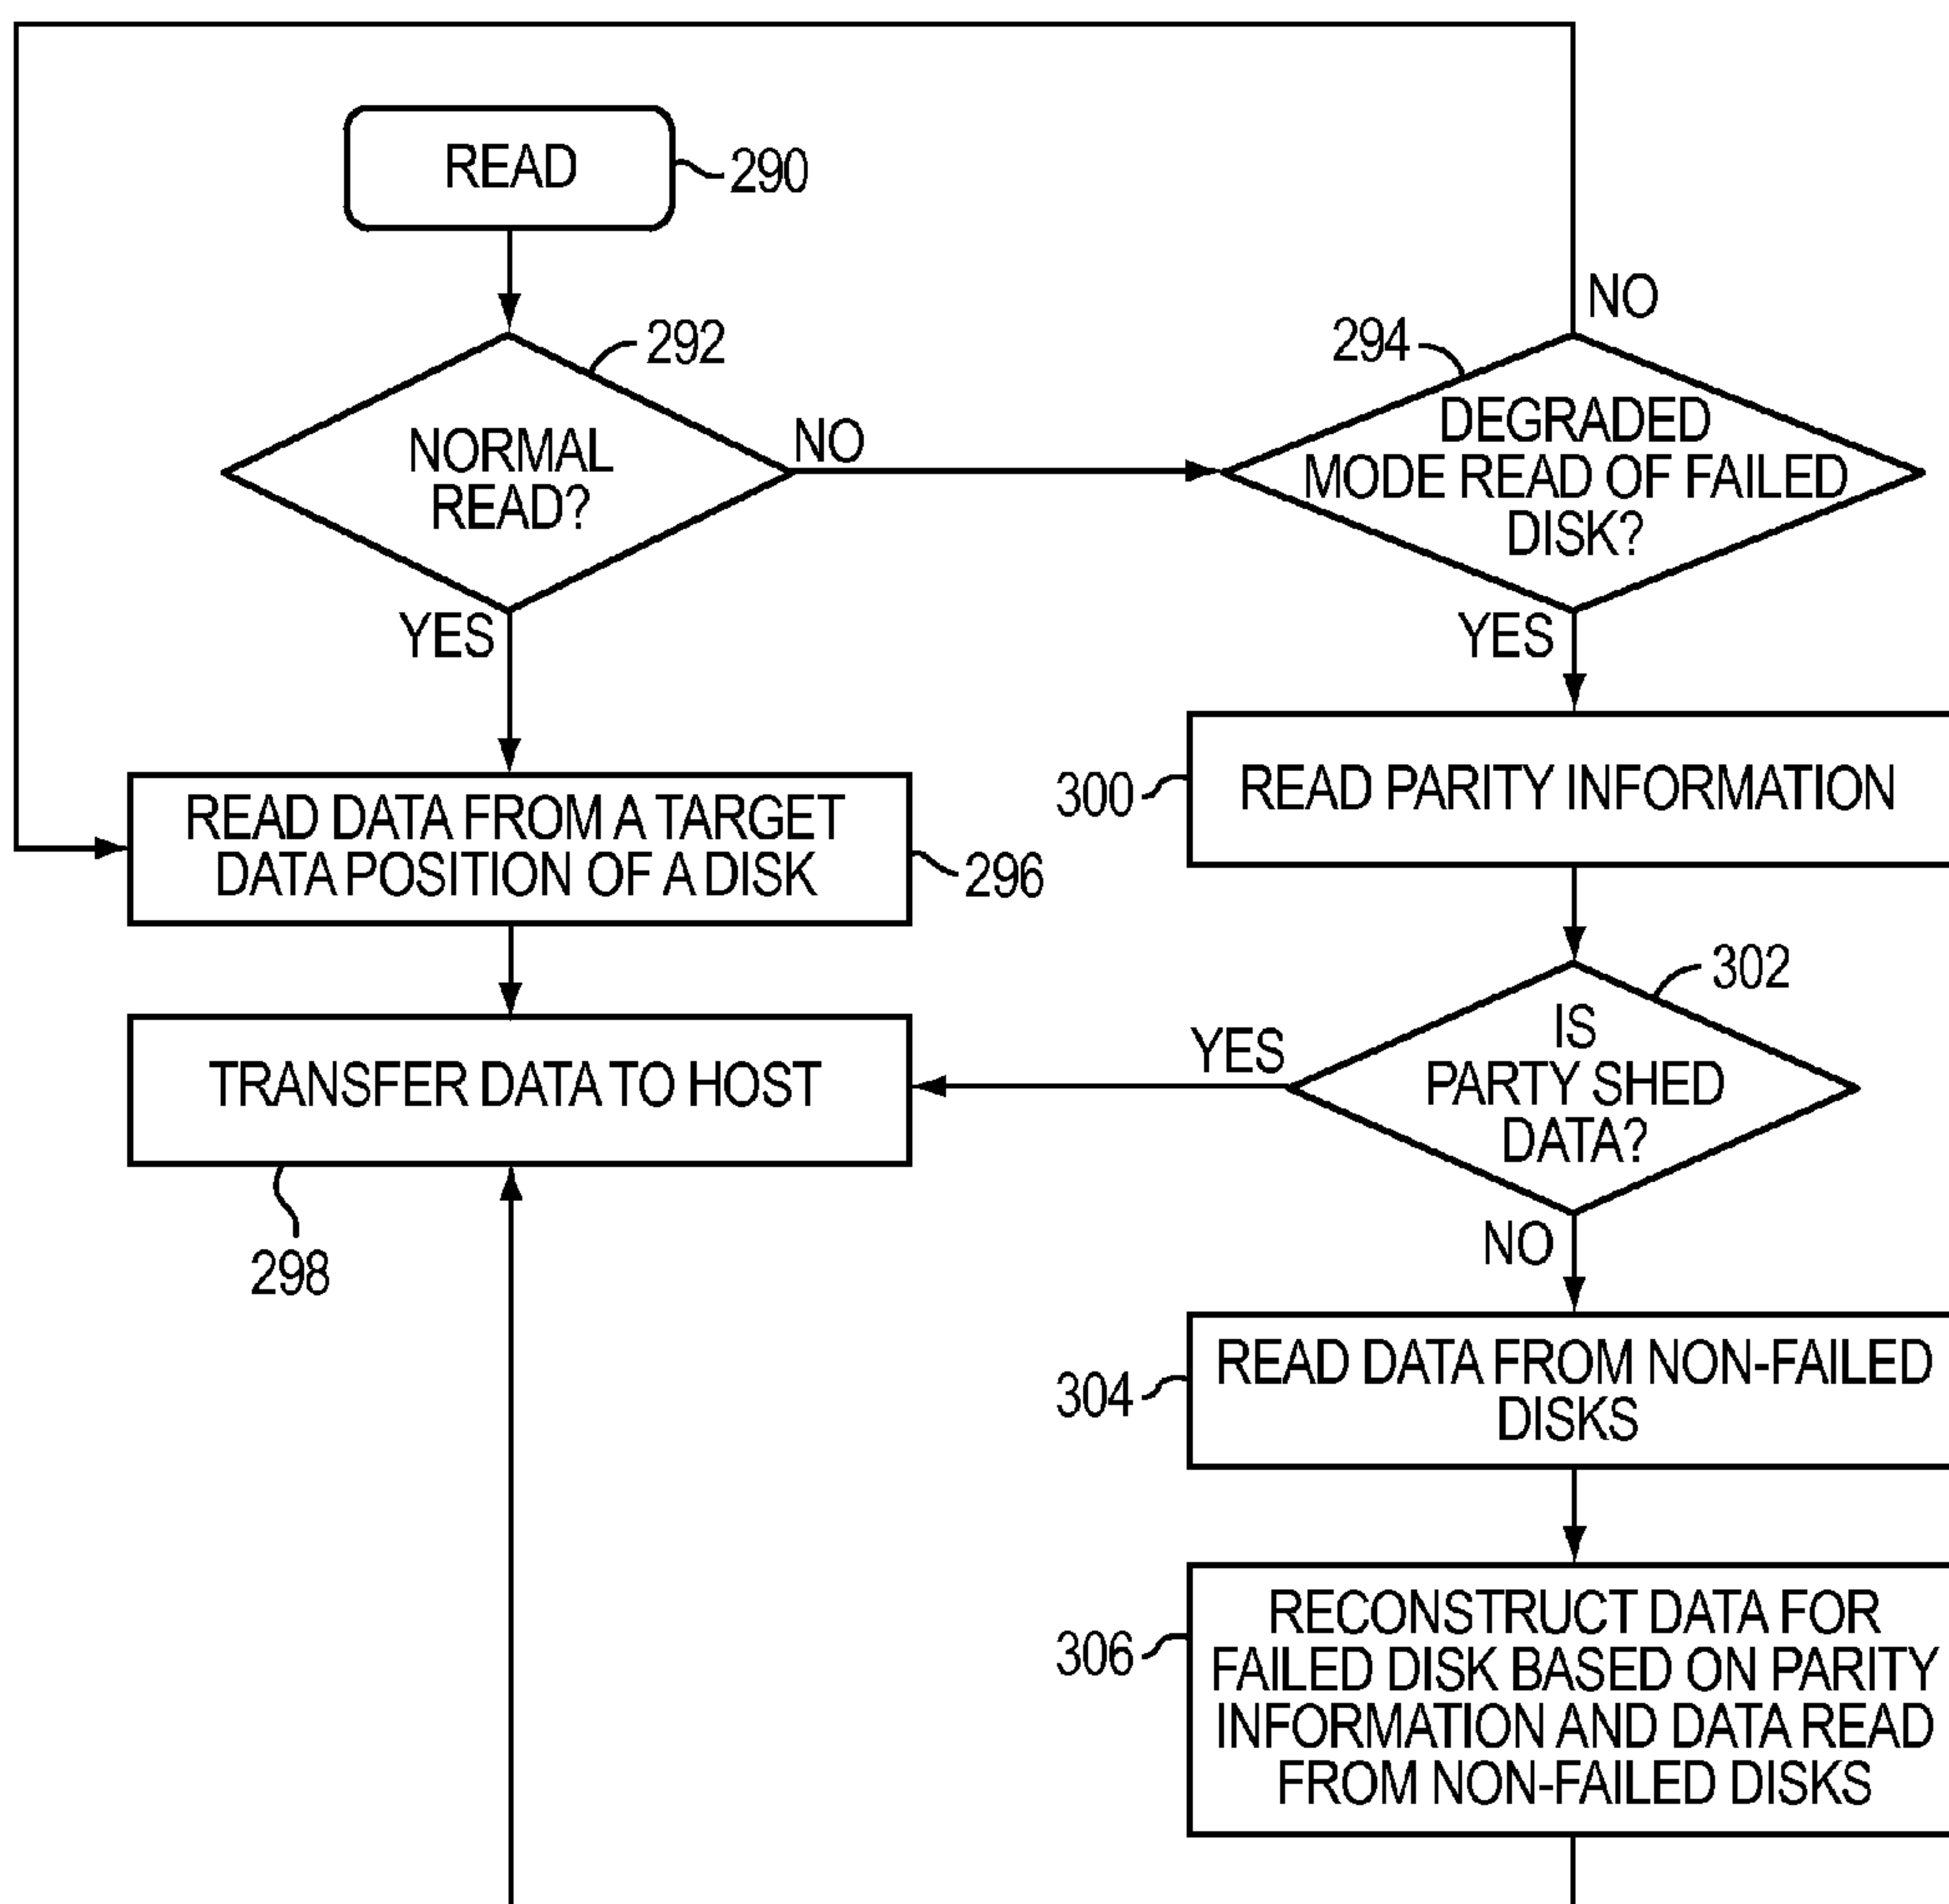 READ
290
292
NORMAL
READ?
NO
YES
294
NO
DEGRADED
MODE READ OF FAILED
DISK?
YES
READ DATA FROM A TARGET
DATA POSITION OF A DISK
296
300
READ PARITY INFORMATION
TRANSFER DATA TO HOST
298
302
IS
PARTY SHED
DATA?
YES
NO
304
READ DATA FROM NON-FAILED
DISKS
306
RECONSTRUCT DATA FOR
FAILED DISK BASED ON PARITY
INFORMATION AND DATA READ
FROM NON-FAILED DISKS